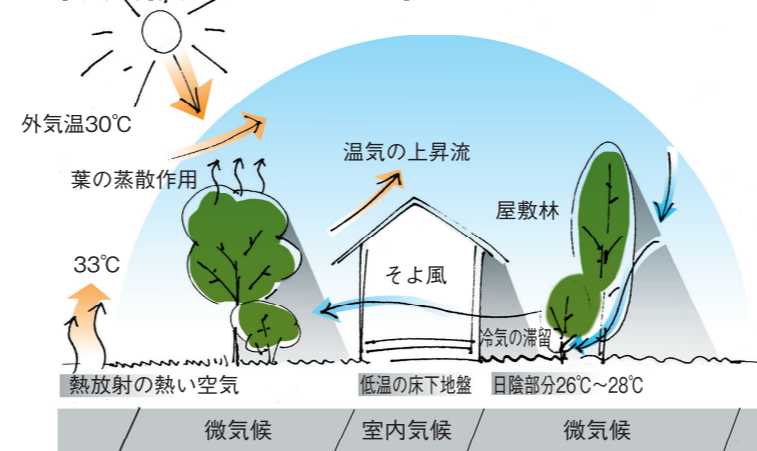 外気温30℃
温気の上昇流
葉の蒸散作用
屋敷林
33℃
そよ風
冷気の滞留
熱放射の熱い空気
低温の床下地盤
日陰部分26℃～28℃
微気候
室内気候
微気候